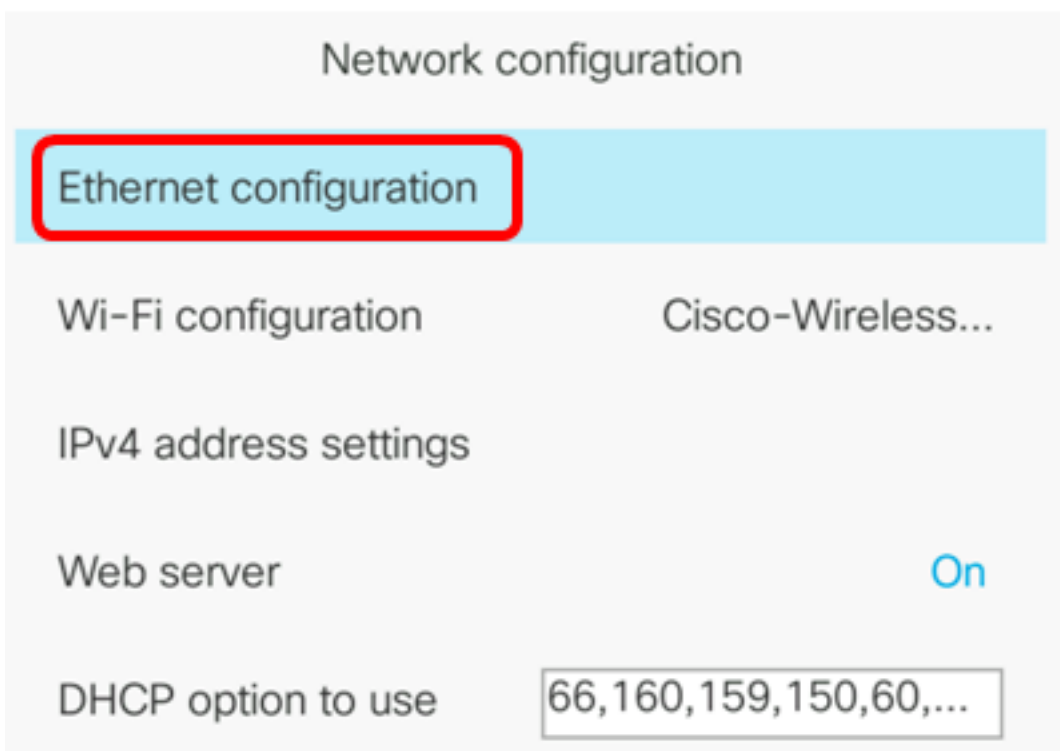 Network configuration
Ethernet configuration
Wi-Fi configuration Cisco-Wireless...
IPv4 address settings
Web server On
DHCP option to use 66,160,159,150,60,...